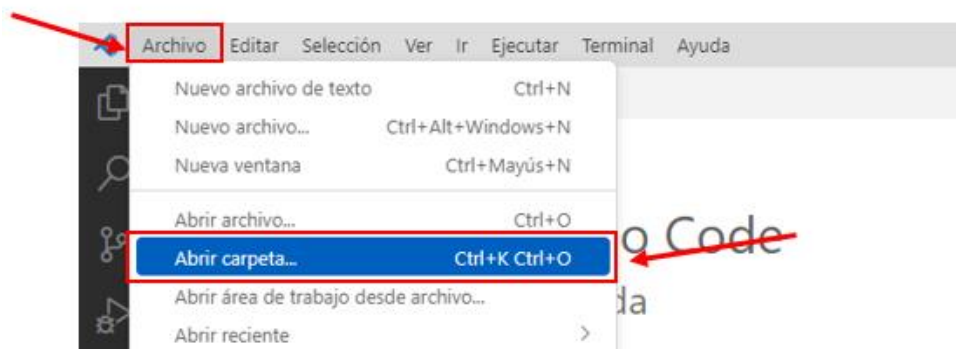 Archivo Editar Selección Ver Ir Ejecutar Terminal Ayuda
Nuevo archivo de texto Ctrl+N
Nuevo archivo... Ctrl+Alt+Windows+N
Nueva ventana Ctrl+Mayús+N
Abrir archivo... Ctrl+O
Abrir carpeta... Ctrl+K Ctrl+O
o Code
Abrir área de trabajo desde archivo...
da
Abrir reciente